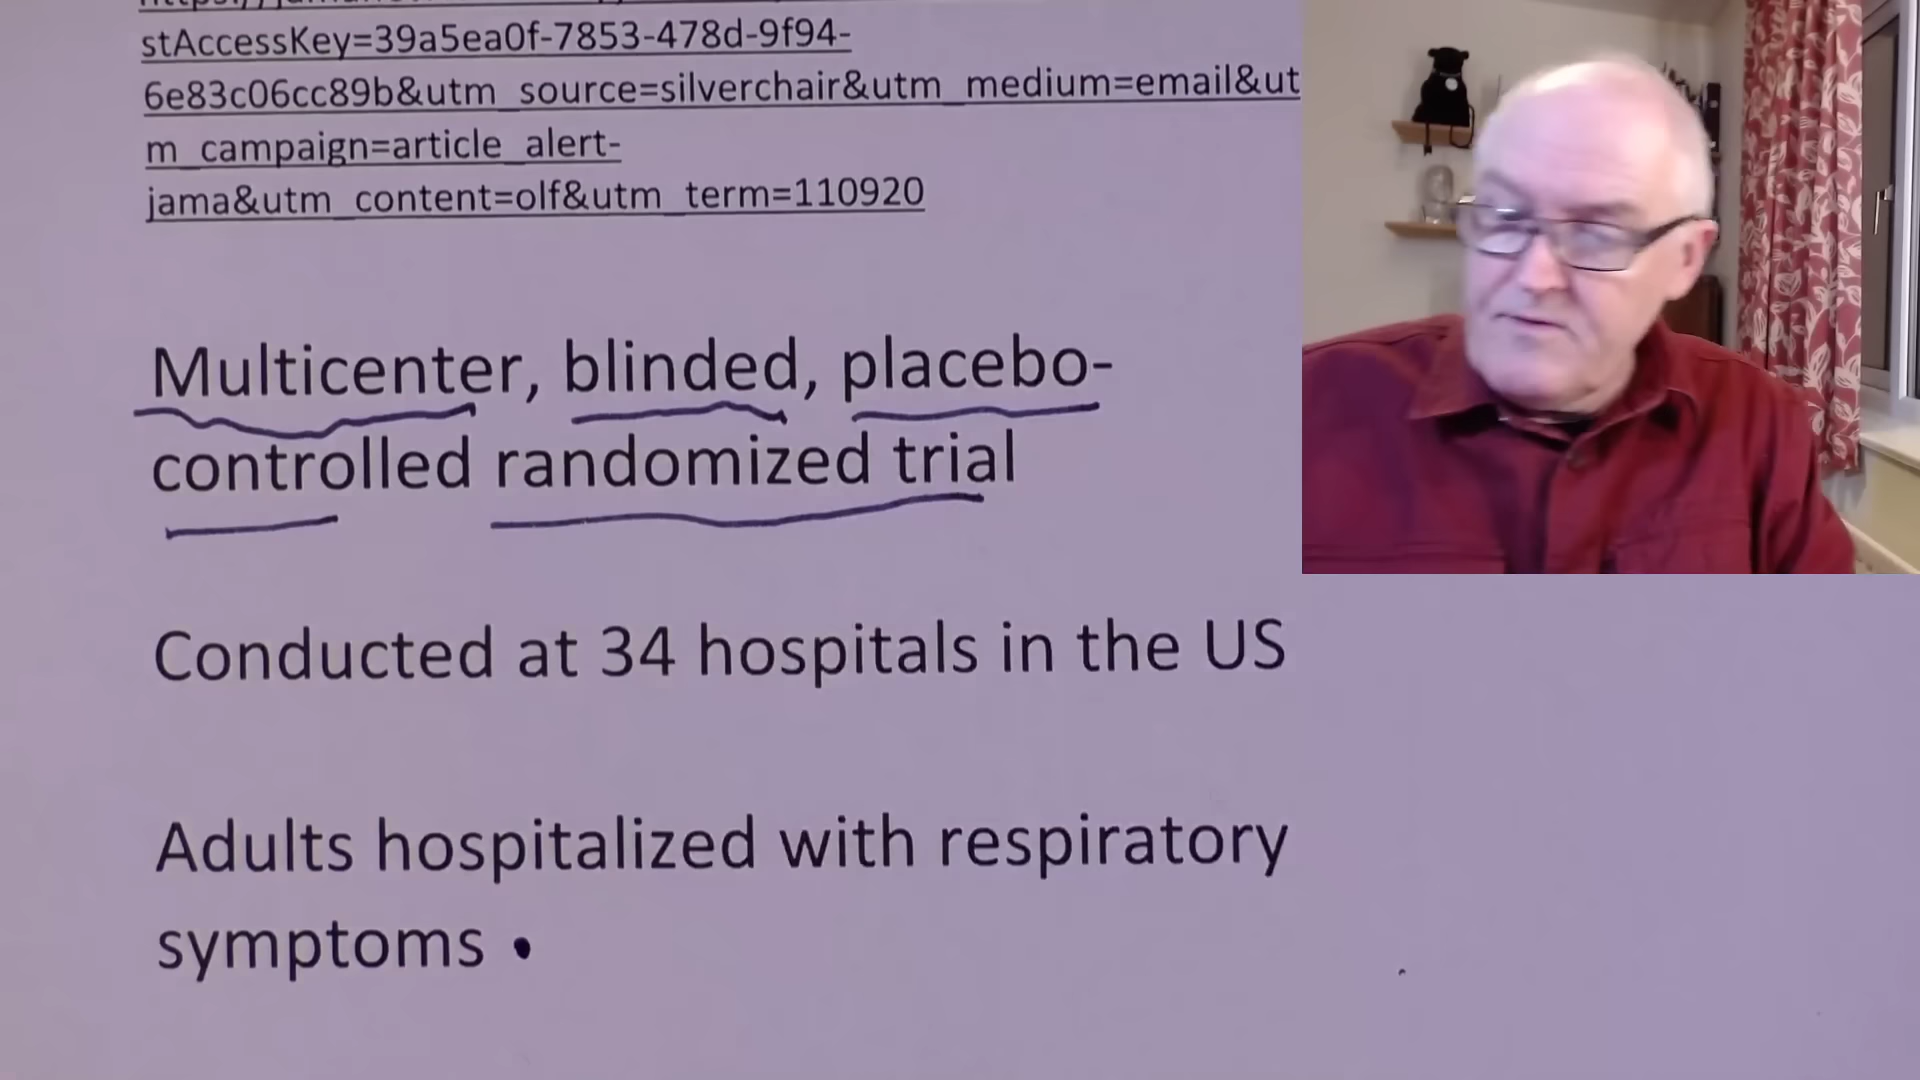 stAccessKey=39a5ea0f-7853-478d-9f94-
6e83c06cc89b&utm_source=silverchair&utm_medium=email&ut
m_campaign=article_alert-
jama&utm_content=olf&utm_term=110920
Multicenter, blinded, placebo-
controlled randomized trial
Conducted at 34 hospitals in the US
Adults hospitalized with respiratory
symptoms